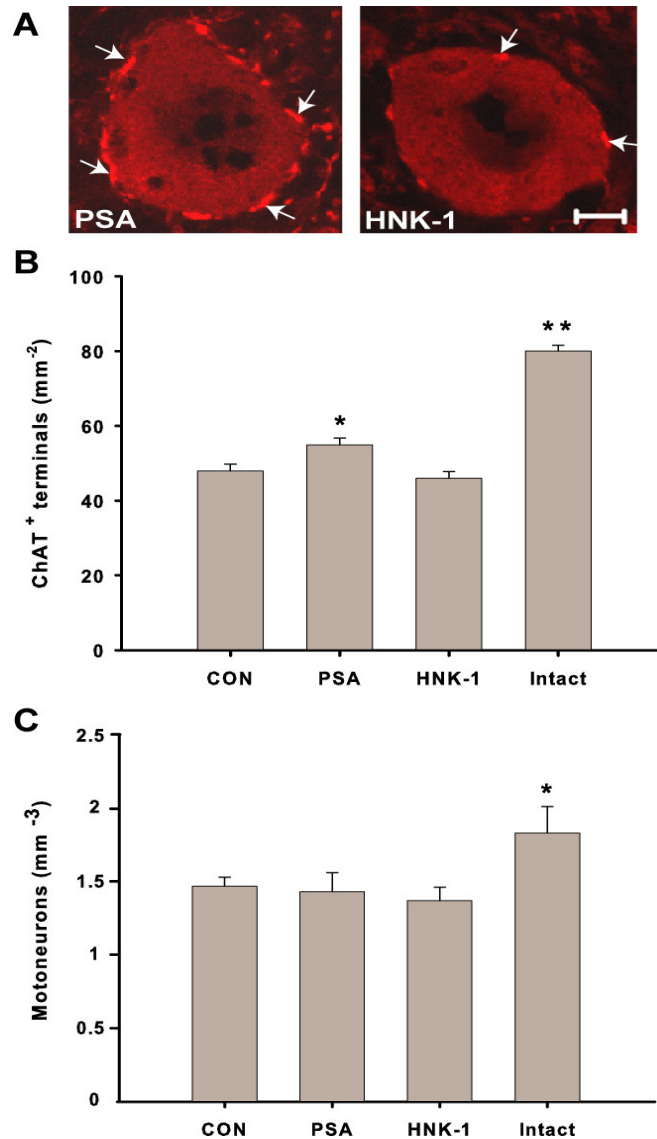 A
PSA
HNK-1
B
ChAT + terminals (mm-2)
100
80
60
40
20
0
*
**
CON PSA HNK-1 Intact
C
Motoneurons (mm -3)
2.5
2
1.5
1
0.5
0
*
CON PSA HNK-1 Intact